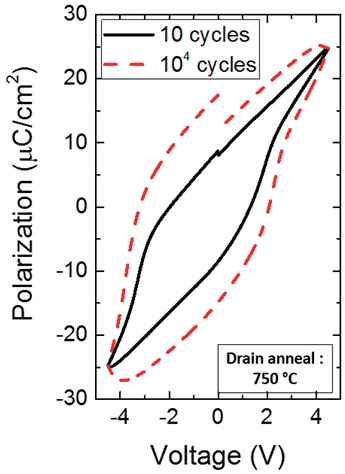 10 cycles
10⁴ cycles
30
20
10
0
-10
-20
-30
Polarization (μC/cm²)
Drain anneal :
750 °C
-4 -2 0 2 4
Voltage (V)